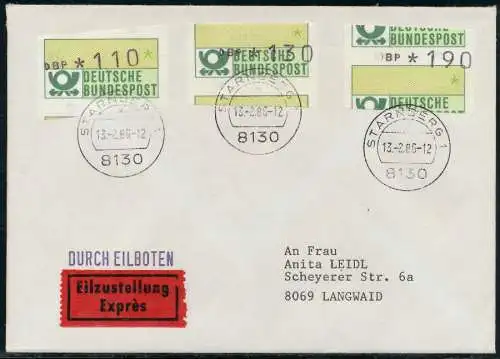 DBP *110
DEUTSCHE
BUNDESPOST
DBP *130
DEUTSCHE
BUNDESPOST
DEUTSCHE
BUNDESPOST
DBP *190
DEUTSCHE
STARNBERG 1
13.-2.86-12
8130
STARNBERG 1
13.-2.86-12
8130
STARNBERG 1
13.-2.86-12
8130
DURCH EILBOTEN
Eilzustellung
Exprès
An Frau
Anita LEIDL
Scheyerer Str. 6a
8069 LANGWAID